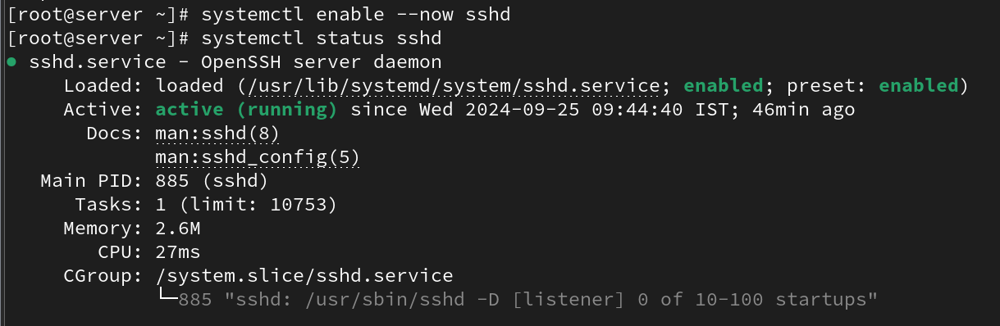 [root@server ~]# systemctl enable --now sshd
[root@server ~]# systemctl status sshd
● sshd.service - OpenSSH server daemon
     Loaded: loaded (/usr/lib/systemd/system/sshd.service; enabled; preset: enabled)
     Active: active (running) since Wed 2024-09-25 09:44:40 IST; 46min ago
       Docs: man:sshd(8)
             man:sshd_config(5)
   Main PID: 885 (sshd)
      Tasks: 1 (limit: 10753)
     Memory: 2.6M
        CPU: 27ms
     CGroup: /system.slice/sshd.service
             └─885 "sshd: /usr/sbin/sshd -D [listener] 0 of 10-100 startups"